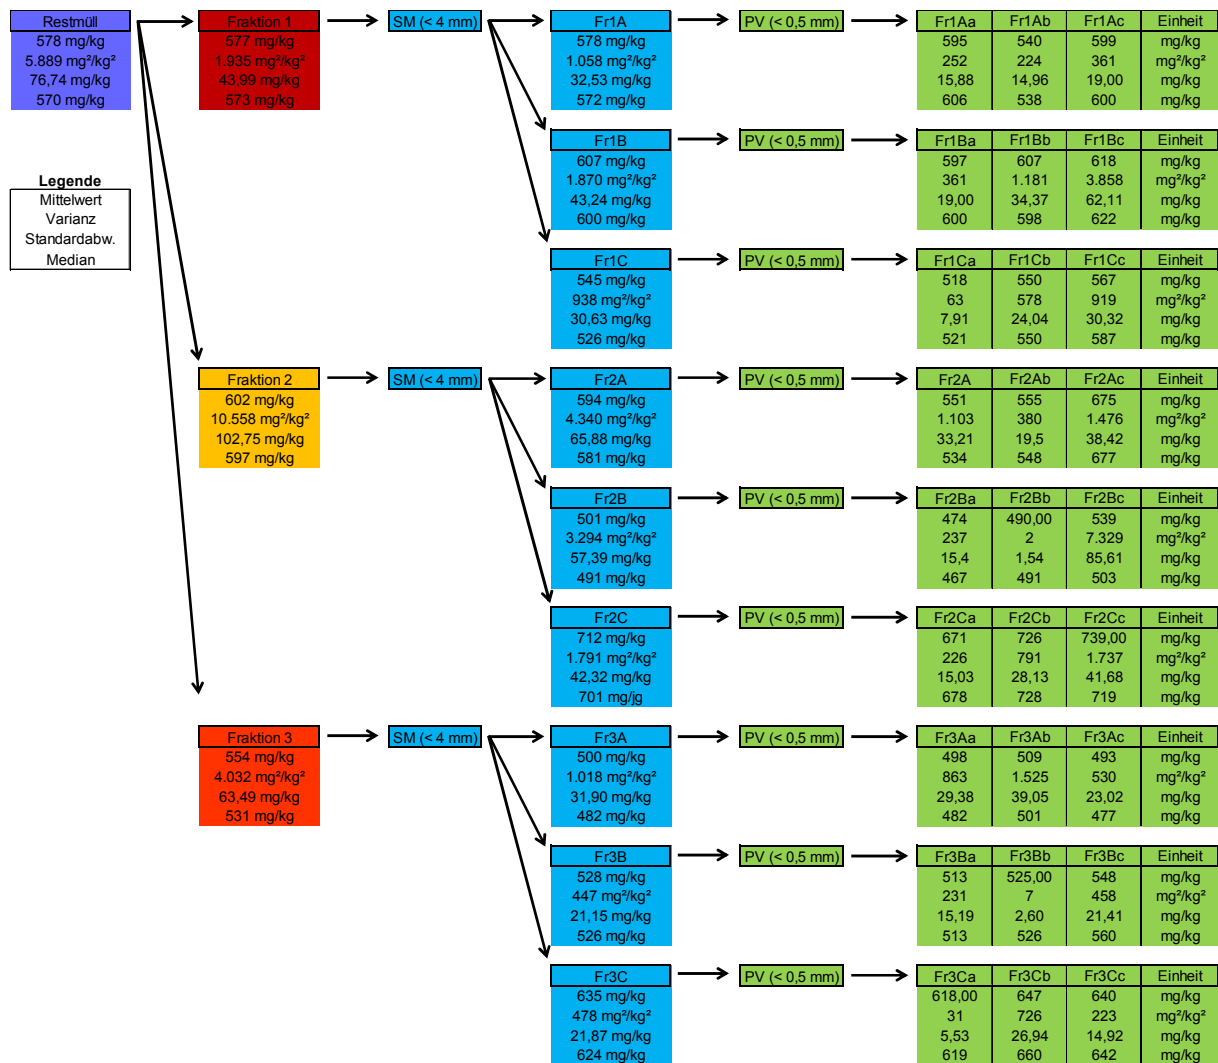 Restmüll Fraktion 1 SM (< 4 mm) Fr1A PV (< 0,5 mm) Fr1Aa Fr1Ab Fr1Ac Einheit
578 mg/kg 577 mg/kg 578 mg/kg 595 540 599 mg/kg
5.889 mg²/kg² 1.935 mg²/kg² 1.058 mg²/kg² 252 224 361 mg²/kg²
76,74 mg/kg 43,99 mg/kg 32,53 mg/kg 15,88 14,96 19,00 mg/kg
570 mg/kg 573 mg/kg 572 mg/kg 606 538 600 mg/kg
Fr1B PV (< 0,5 mm) Fr1Ba Fr1Bb Fr1Bc Einheit
607 mg/kg 597 607 618 mg/kg
Legende 1.870 mg²/kg² 361 1.181 3.858 mg²/kg²
Mittelwert 43,24 mg/kg 19,00 34,37 62,11 mg/kg
Varianz 600 mg/kg 600 598 622 mg/kg
Standardabw.
Median Fr1C PV (< 0,5 mm) Fr1Ca Fr1Cb Fr1Cc Einheit
545 mg/kg 518 550 567 mg/kg
938 mg²/kg² 63 578 919 mg²/kg²
30,63 mg/kg 7,91 24,04 30,32 mg/kg
526 mg/kg 521 550 587 mg/kg
Fraktion 2 SM (< 4 mm) Fr2A PV (< 0,5 mm) Fr2A Fr2Ab Fr2Ac Einheit
602 mg/kg 594 mg/kg 551 555 675 mg/kg
10.558 mg²/kg² 4.340 mg²/kg² 1.103 380 1.476 mg²/kg²
102,75 mg/kg 65,88 mg/kg 33,21 19,5 38,42 mg/kg
597 mg/kg 581 mg/kg 534 548 677 mg/kg
Fr2B PV (< 0,5 mm) Fr2Ba Fr2Bb Fr2Bc Einheit
501 mg/kg 474 490,00 539 mg/kg
3.294 mg²/kg² 237 2 7.329 mg²/kg²
57,39 mg/kg 15,4 1,54 85,61 mg/kg
491 mg/kg 467 491 503 mg/kg
Fr2C PV (< 0,5 mm) Fr2Ca Fr2Cb Fr2Cc Einheit
712 mg/kg 671 726 739,00 mg/kg
1.791 mg²/kg² 226 791 1.737 mg²/kg²
42,32 mg/kg 15,03 28,13 41,68 mg/kg
701 mg/jg 678 728 719 mg/kg
Fraktion 3 SM (< 4 mm) Fr3A PV (< 0,5 mm) Fr3Aa Fr3Ab Fr3Ac Einheit
554 mg/kg 500 mg/kg 498 509 493 mg/kg
4.032 mg²/kg² 1.018 mg²/kg² 863 1.525 530 mg²/kg²
63,49 mg/kg 31,90 mg/kg 29,38 39,05 23,02 mg/kg
531 mg/kg 482 mg/kg 482 501 477 mg/kg
Fr3B PV (< 0,5 mm) Fr3Ba Fr3Bb Fr3Bc Einheit
528 mg/kg 513 525,00 548 mg/kg
447 mg²/kg² 231 7 458 mg²/kg²
21,15 mg/kg 15,19 2,60 21,41 mg/kg
526 mg/kg 513 526 560 mg/kg
Fr3C PV (< 0,5 mm) Fr3Ca Fr3Cb Fr3Cc Einheit
635 mg/kg 618,00 647 640 mg/kg
478 mg²/kg² 31 726 223 mg²/kg²
21,87 mg/kg 5,53 26,94 14,92 mg/kg
624 mg/kg 619 660 642 mg/kg